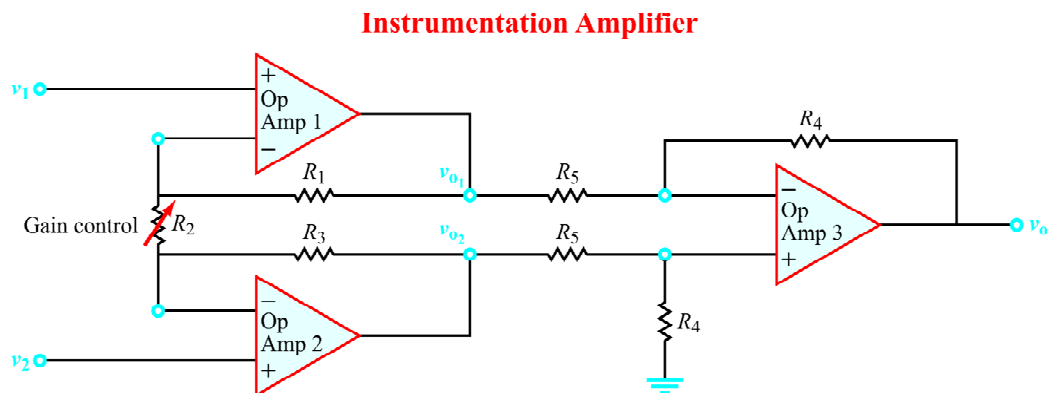 Instrumentation Amplifier
v1
+
Op
Amp 1
−
R1
vo1
R5
R4
Gain control
R2
−
Op
Amp 3
+
vo
R3
vo2
R5
R4
−
Op
Amp 2
+
v2